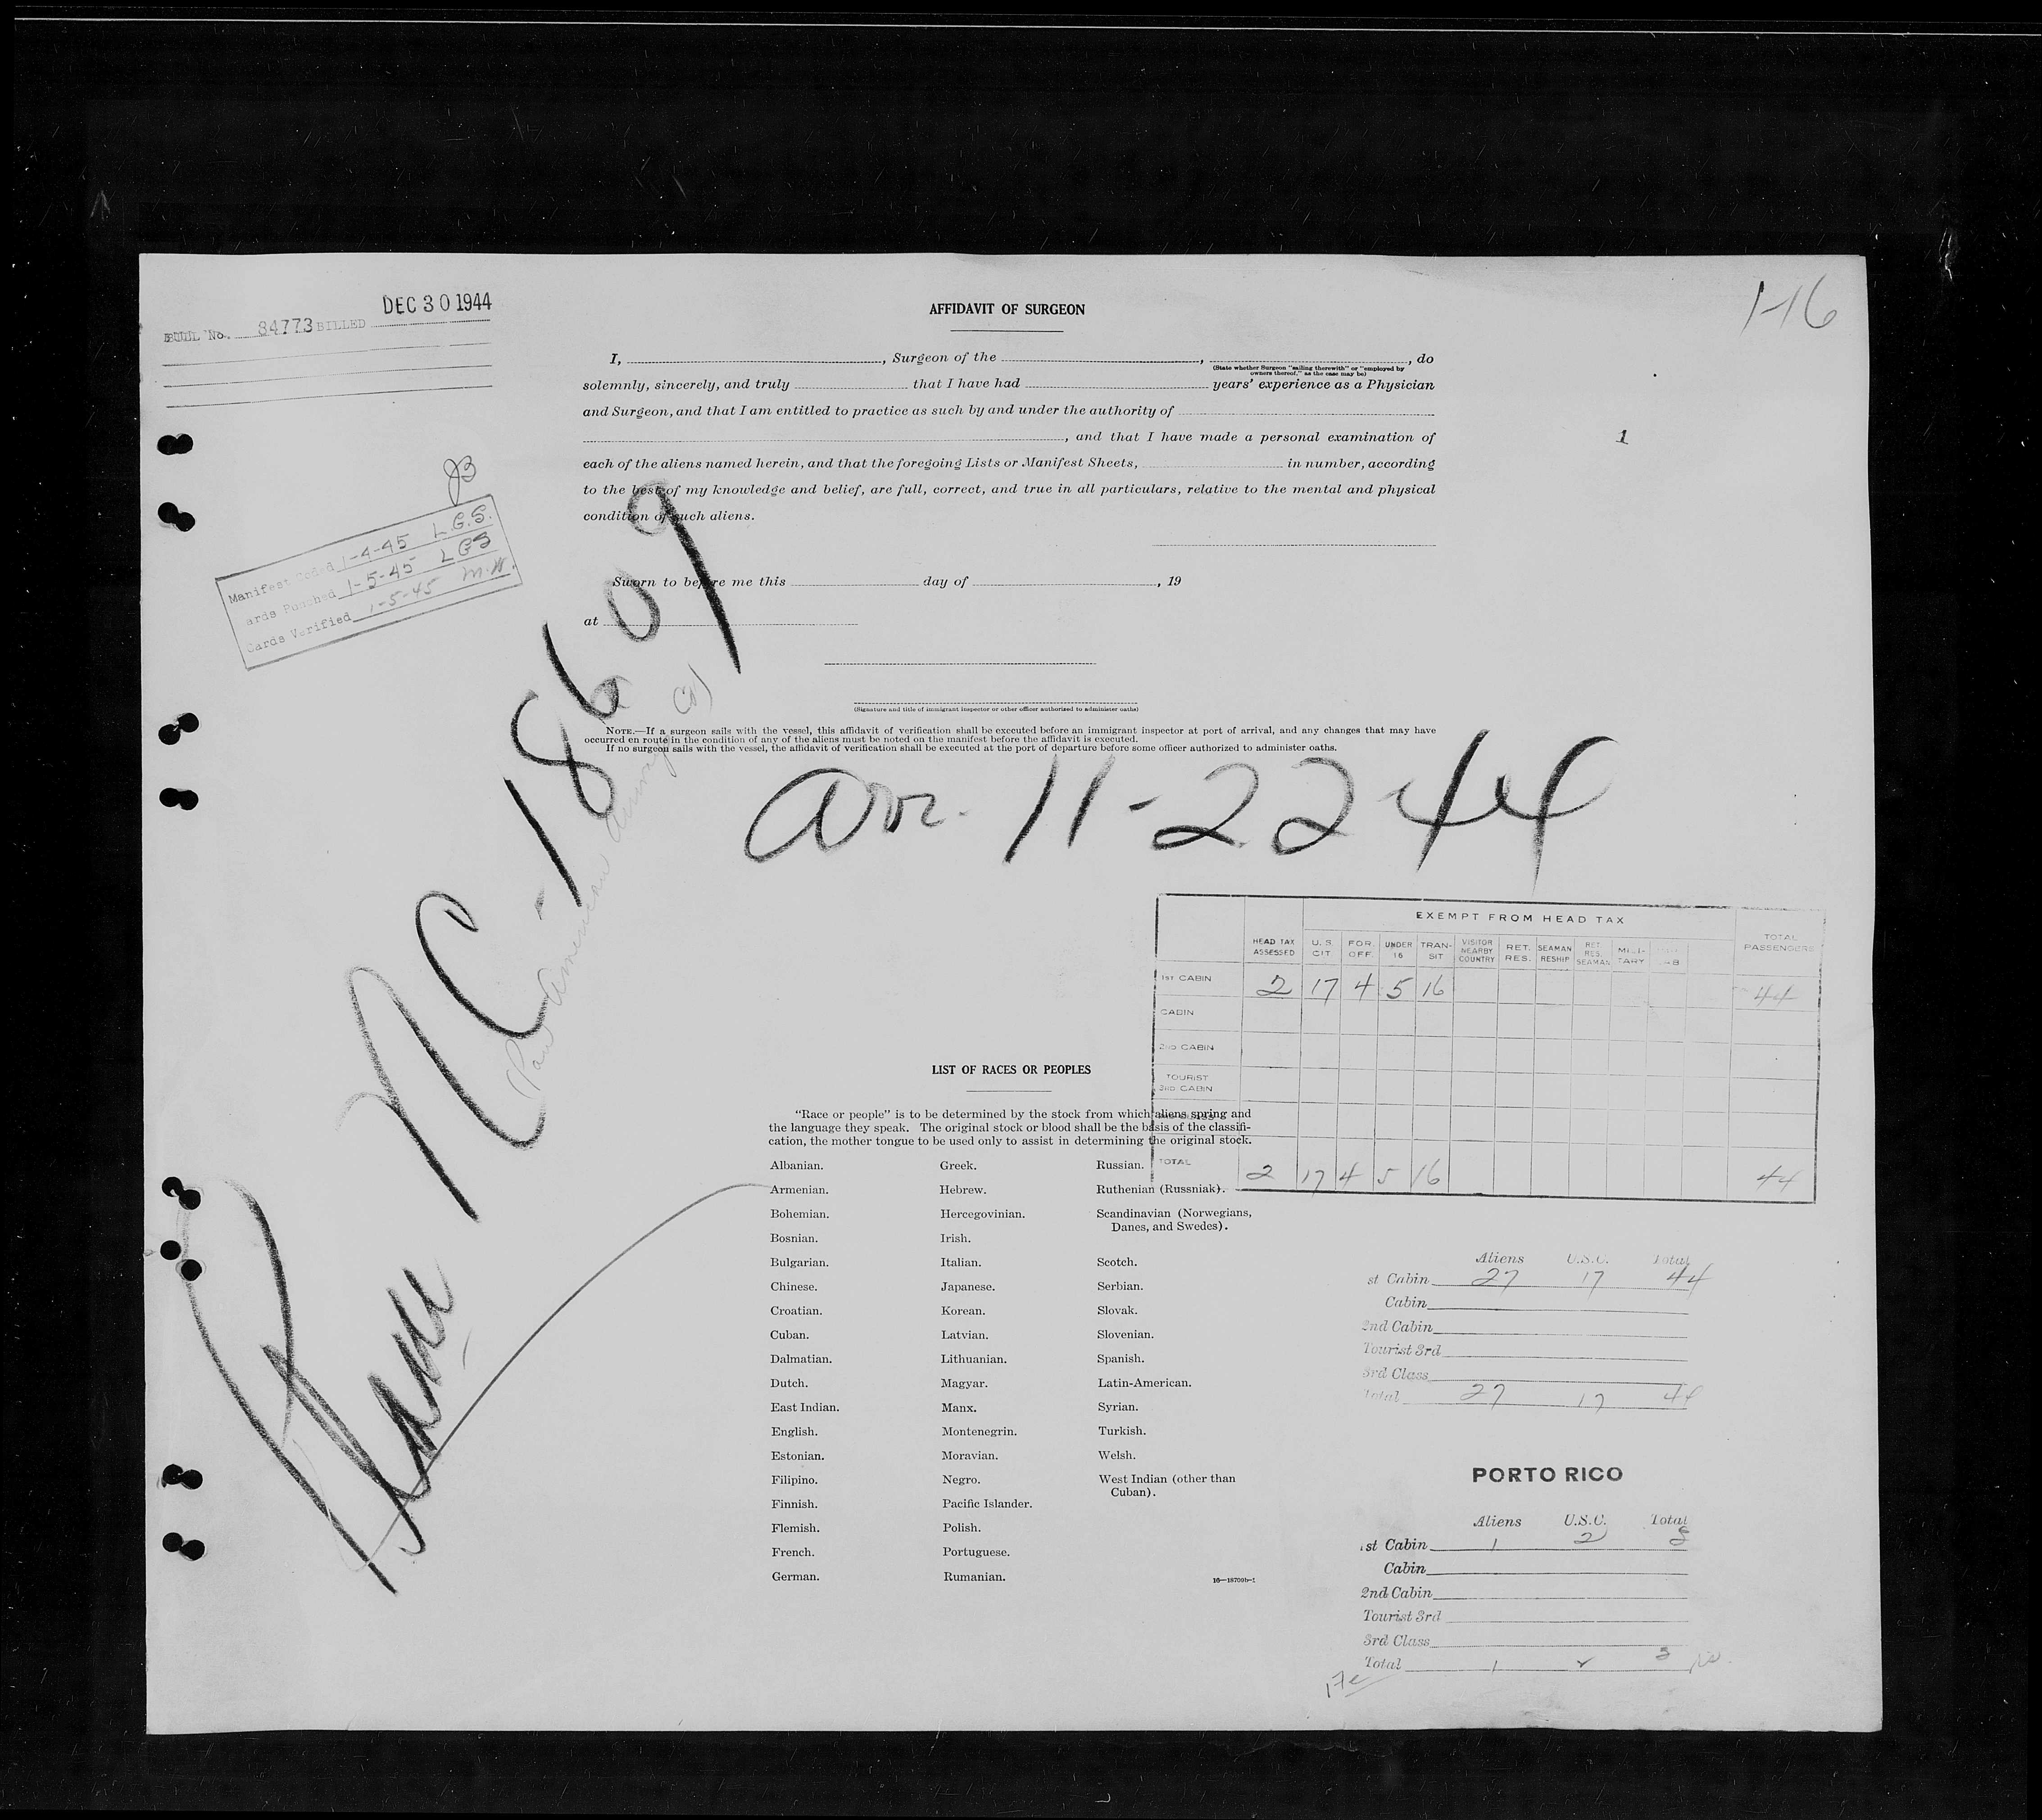 DEC 30 1944
BILL No. 84773 BILLED
1-16
AFFIDAVIT OF SURGEON
I, , Surgeon of the , , do
(State whether Surgeon "sailing therewith" or "employed by
owners thereof," as the case may be)
solemnly, sincerely, and truly that I have had years' experience as a Physician
and Surgeon, and that I am entitled to practice as such by and under the authority of
, and that I have made a personal examination of
1
each of the aliens named herein, and that the foregoing Lists or Manifest Sheets, in number, according
to the best of my knowledge and belief, are full, correct, and true in all particulars, relative to the mental and physical
condition of such aliens.
JB
Manifest Coded 1-4-45 L.G.S.
ards Punched 1-5-45 LGS
Cards Verified 1-5-45 M.H.
Sworn to before me this day of , 19
at
(Signature and title of immigrant inspector or other officer authorized to administer oaths)
NOTE.—If a surgeon sails with the vessel, this affidavit of verification shall be executed before an immigrant inspector at port of arrival, and any changes that may have
occurred en route in the condition of any of the aliens must be noted on the manifest before the affidavit is executed.
If no surgeon sails with the vessel, the affidavit of verification shall be executed at the port of departure before some officer authorized to administer oaths.
NC-18609
(Pan American Airways Co)
Arr. 11-22-44
EXEMPT FROM HEAD TAX
HEAD TAX ASSESSED U.S. CIT FOR. OFF. UNDER 16 TRANSIT VISITOR NEARBY COUNTRY RET. RES. SEAMAN RESHIP RET. RES. SEAMAN MILITARY TOTAL PASSENGERS
1st CABIN 2 17 4 5 16 44
CABIN
2nd CABIN
TOURIST
3rd CABIN
TOTAL 2 17 4 5 16 44
LIST OF RACES OR PEOPLES
"Race or people" is to be determined by the stock from which aliens spring and
the language they speak. The original stock or blood shall be the basis of the classifi-
cation, the mother tongue to be used only to assist in determining the original stock.
Albanian. Greek. Russian.
Armenian. Hebrew. Ruthenian (Russniak).
Bohemian. Hercegovinian. Scandinavian (Norwegians,
Danes, and Swedes).
Bosnian. Irish.
Bulgarian. Italian. Scotch.
Chinese. Japanese. Serbian.
Croatian. Korean. Slovak.
Cuban. Latvian. Slovenian.
Dalmatian. Lithuanian. Spanish.
Dutch. Magyar. Latin-American.
East Indian. Manx. Syrian.
English. Montenegrin. Turkish.
Estonian. Moravian. Welsh.
Filipino. Negro. West Indian (other than
Cuban).
Finnish. Pacific Islander.
Flemish. Polish.
French. Portuguese.
German. Rumanian.
16—18709b-1
Aliens U.S.C. Total
st Cabin 27 17 44
Cabin
2nd Cabin
Tourist 3rd
3rd Class
Total 27 17 44
PORTO RICO
Aliens U.S.C. Total
1st Cabin 1 2 3
Cabin
2nd Cabin
Tourist 3rd
3rd Class
Total 1 2 3